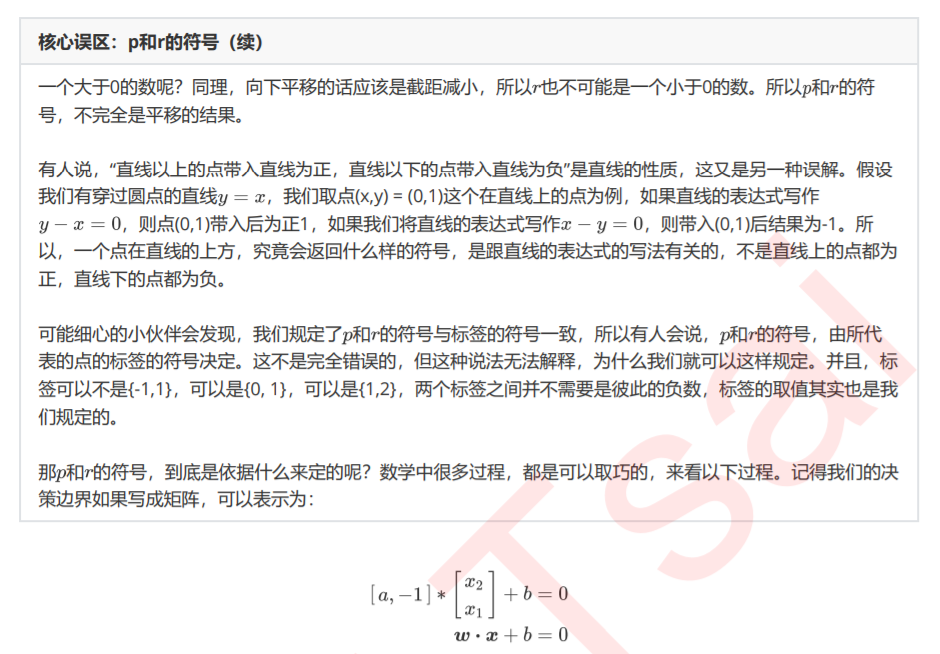 核心误区：p和r的符号（续）
一个大于0的数呢？同理，向下平移的话应该是截距减小，所以r也不可能是一个小于0的数。所以p和r的符
号，不完全是平移的结果。
有人说，“直线以上的点带入直线为正，直线以下的点带入直线为负”是直线的性质，这又是另一种误解。假设
我们有穿过圆点的直线y = x，我们取点(x,y) = (0,1)这个在直线上的点为例，如果直线的表达式写作
y − x = 0，则点(0,1)带入后为正1，如果我们将直线的表达式写作x − y = 0，则带入(0,1)后结果为-1。所
以，一个点在直线的上方，究竟会返回什么样的符号，是跟直线的表达式的写法有关的，不是直线上的点都为
正，直线下的点都为负。
可能细心的小伙伴会发现，我们规定了p和r的符号与标签的符号一致，所以有人会说，p和r的符号，由所代
表的点的标签的符号决定。这不是完全错误的，但这种说法无法解释，为什么我们就可以这样规定。并且，标
签可以不是{-1,1}，可以是{0, 1}，可以是{1,2}，两个标签之间并不需要是彼此的负数，标签的取值其实也是我
们规定的。
那p和r的符号，到底是依据什么来定的呢？数学中很多过程，都是可以取巧的，来看以下过程。记得我们的决
策边界如果写成矩阵，可以表示为：
[a, −1] * [x₂ x₁] + b = 0
w · x + b = 0
Tsai